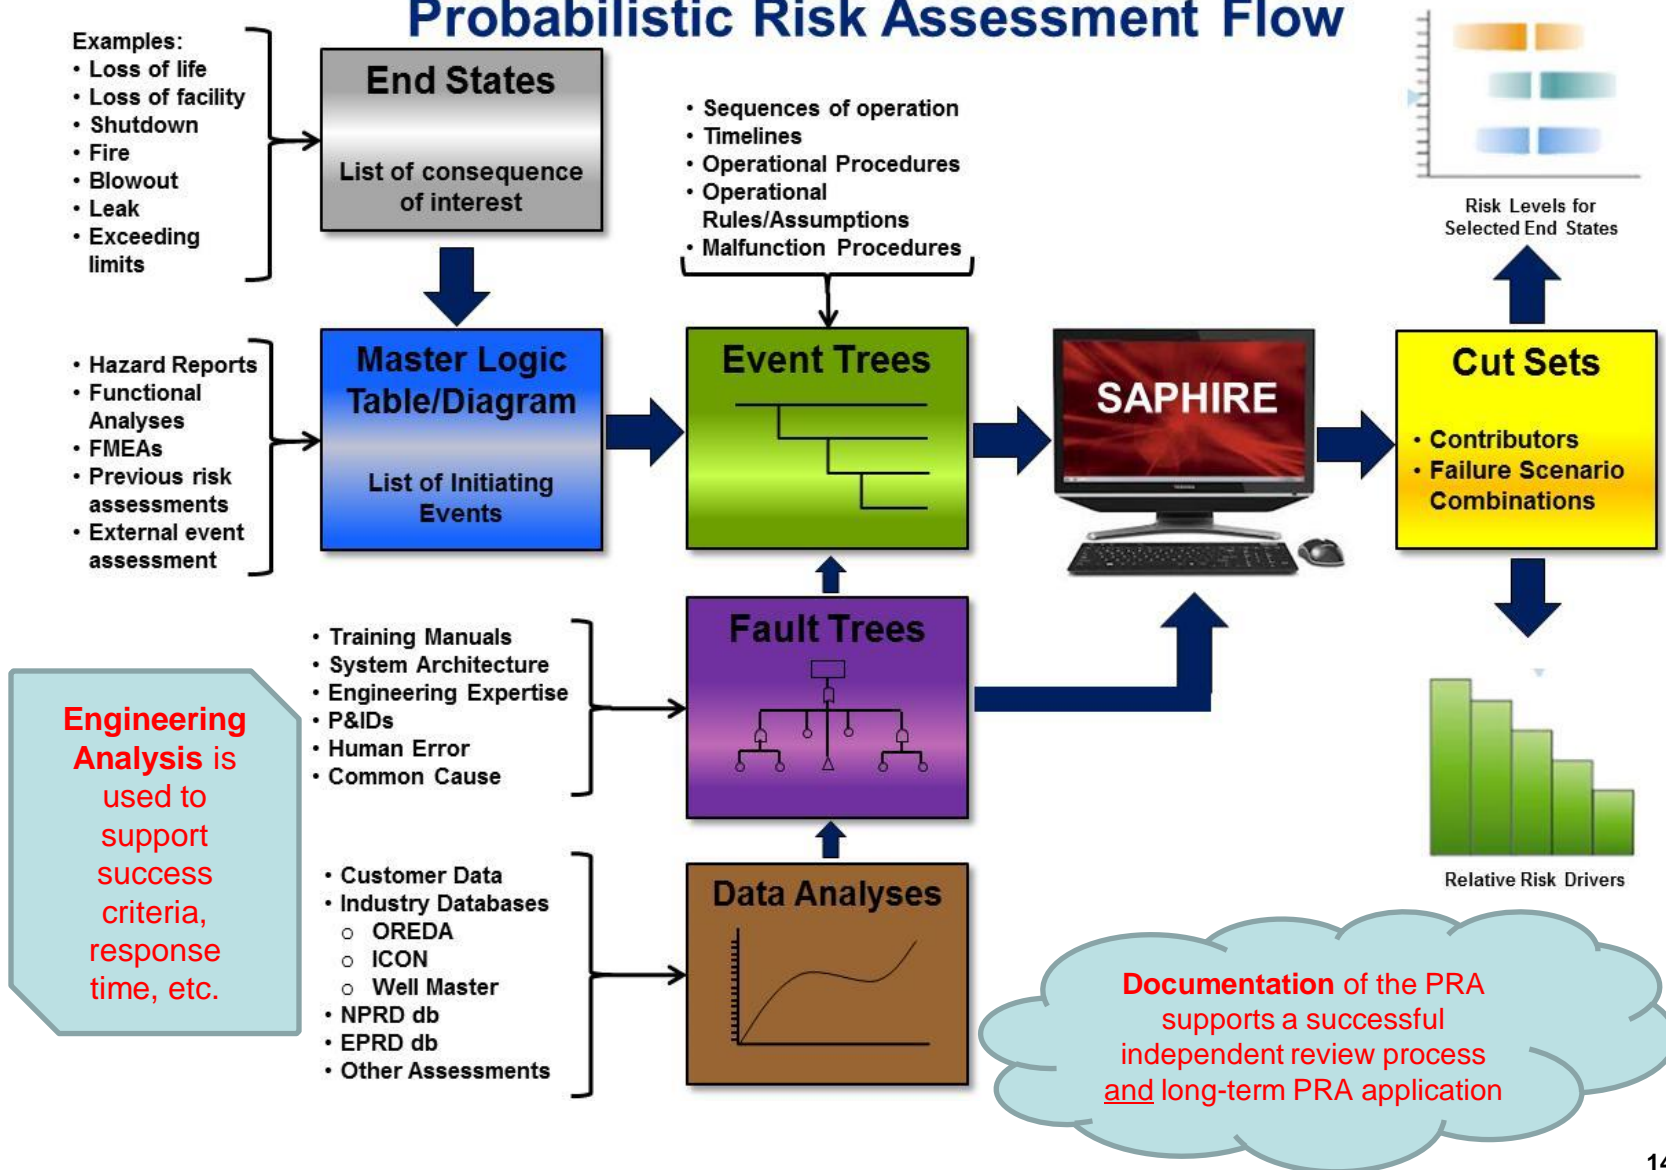 Probabilistic Risk Assessment Flow
Examples:
• Loss of life
• Loss of facility
• Shutdown
• Fire
• Blowout
• Leak
• Exceeding
limits
End States
List of consequence
of interest
• Sequences of operation
• Timelines
• Operational Procedures
• Operational
Rules/Assumptions
• Malfunction Procedures
Risk Levels for
Selected End States
• Hazard Reports
• Functional
Analyses
• FMEAs
• Previous risk
assessments
• External event
assessment
Master Logic
Table/Diagram
List of Initiating
Events
Event Trees
SAPHIRE
TOSHIBA
Cut Sets
• Contributors
• Failure Scenario
Combinations
• Training Manuals
• System Architecture
• Engineering Expertise
• P&IDs
• Human Error
• Common Cause
Fault Trees
Engineering
Analysis is
used to
support
success
criteria,
response
time, etc.
• Customer Data
• Industry Databases
o OREDA
o ICON
o Well Master
• NPRD db
• EPRD db
• Other Assessments
Data Analyses
Relative Risk Drivers
Documentation of the PRA
supports a successful
independent review process
and long-term PRA application
14